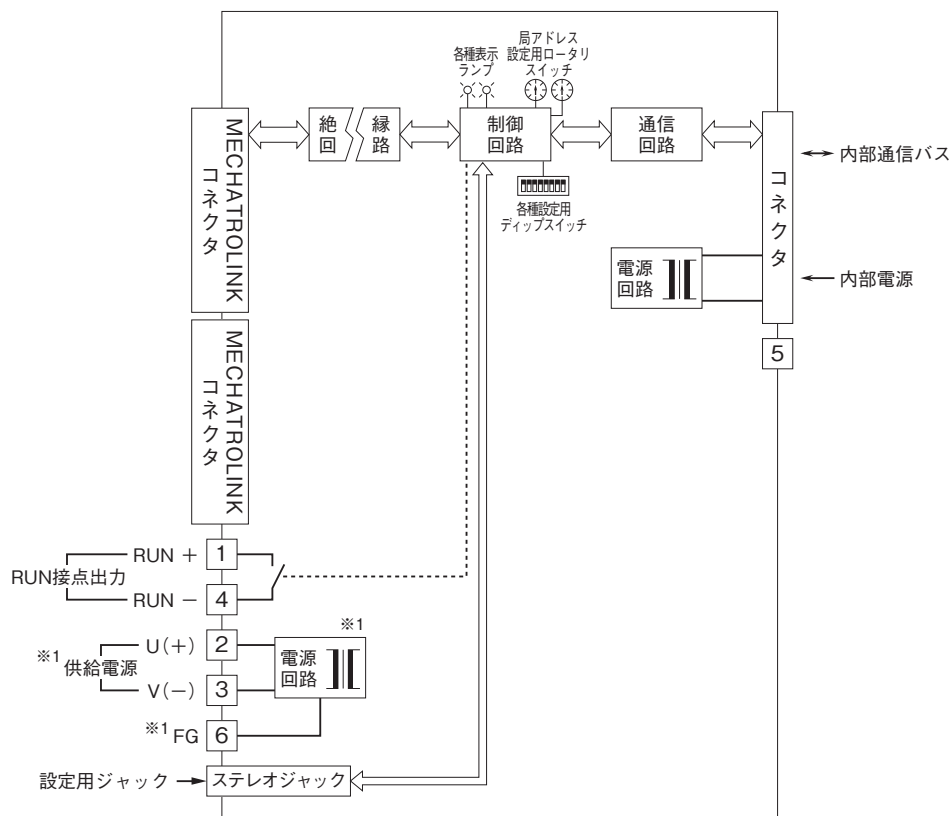 各種表示
ランプ
局アドレス
設定用ロータリ
スイッチ
MECHATROLINK
コネクタ
絶縁
回路
制御
回路
通信
回路
コネクタ
内部通信バス
各種設定用
ディップスイッチ
電源
回路
内部電源
5
MECHATROLINK
コネクタ
RUN接点出力
RUN +
1
RUN −
4
※1 供給電源
U(+)
2
V(−)
3
※1
電源
回路
※1 FG
6
設定用ジャック
ステレオジャック